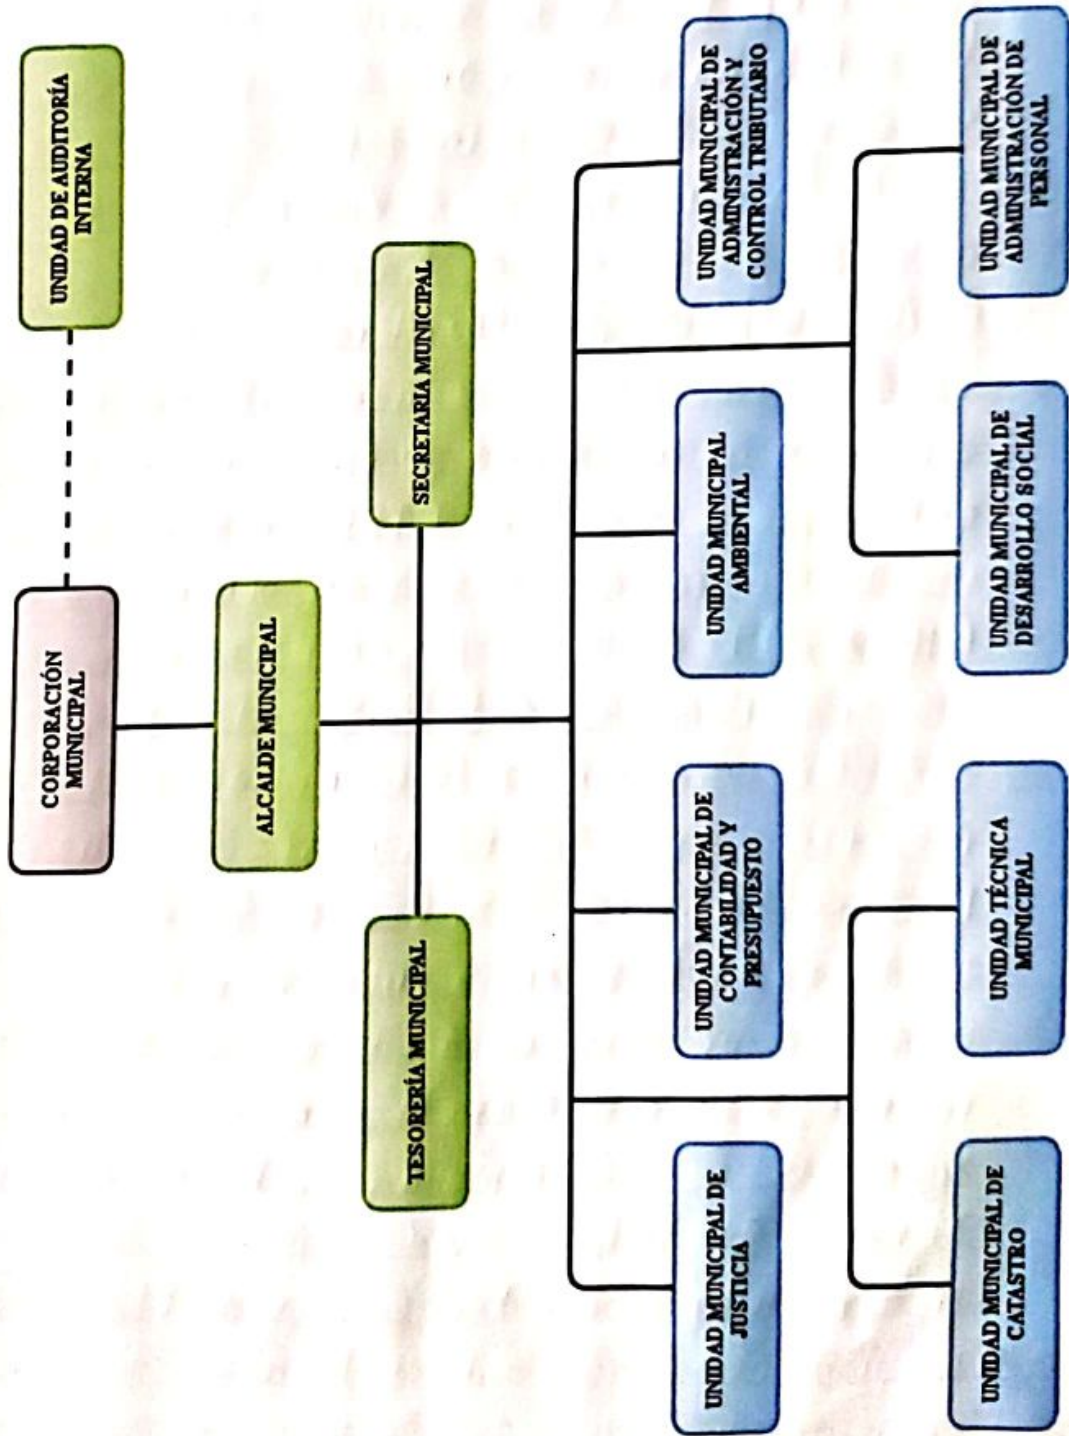 CORPORACIÓN
MUNICIPAL
UNIDAD DE AUDITORÍA
INTERNA
ALCALDE MUNICIPAL
TESORERÍA MUNICIPAL
SECRETARIA MUNICIPAL
UNIDAD MUNICIPAL DE
JUSTICIA
UNIDAD MUNICIPAL DE
CONTABILIDAD Y
PRESUPUESTO
UNIDAD MUNICIPAL
AMBIENTAL
UNIDAD MUNICIPAL DE
ADMINISTRACIÓN Y
CONTROL TRIBUTARIO
UNIDAD MUNICIPAL DE
CATASTRO
UNIDAD TÉCNICA
MUNICIPAL
UNIDAD MUNICIPAL DE
DESARROLLO SOCIAL
UNIDAD MUNICIPAL DE
ADMINISTRACIÓN DE
PERSONAL